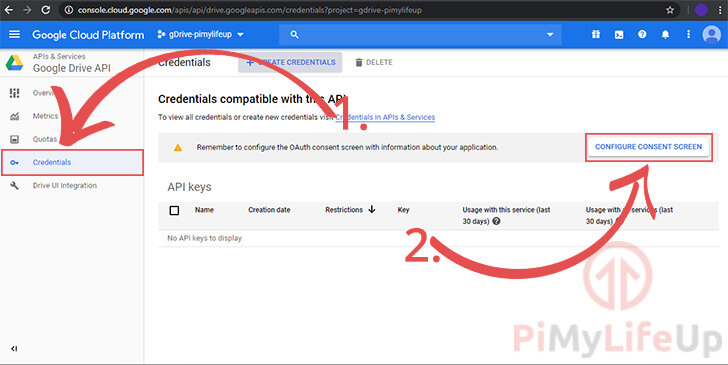 console.cloud.google.com/apis/api/drive.googleapis.com/credentials?project=gdrive-pimylifeup
Google Cloud Platform
gDrive-pimylifeup
APIs & Services
Google Drive API
Credentials
+ CREATE CREDENTIALS
DELETE
Overview
Metrics
Quotas
Credentials
Drive UI Integration
Credentials compatible with this API
To view all credentials or create new credentials visit Credentials in APIs & Services
1.
Remember to configure the OAuth consent screen with information about your application.
CONFIGURE CONSENT SCREEN
API keys
Name
Creation date
Restrictions
Key
Usage with this service (last
30 days)
Usage with all services (last
30 days)
No API keys to display
2.
PiMyLifeUp